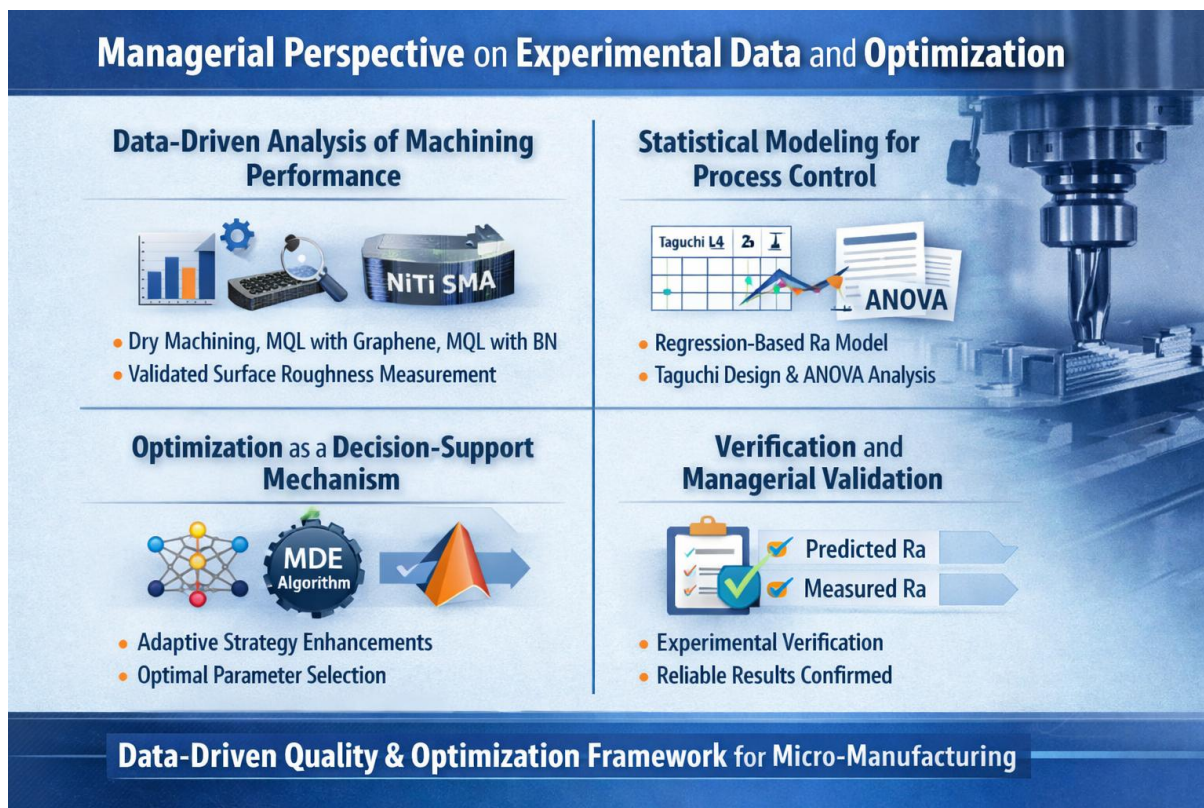 Managerial Perspective on Experimental Data and Optimization
Data-Driven Analysis of Machining
Performance
NiTi SMA
• Dry Machining, MQL with Graphene, MQL with BN
• Validated Surface Roughness Measurement
Statistical Modeling for
Process Control
Taguchi L4
ANOVA
• Regression-Based Ra Model
• Taguchi Design & ANOVA Analysis
Optimization as a Decision-Support
Mechanism
MDE
Algorithm
• Adaptive Strategy Enhancements
• Optimal Parameter Selection
Verification and
Managerial Validation
Predicted Ra
Measured Ra
• Experimental Verification
• Reliable Results Confirmed
Data-Driven Quality & Optimization Framework for Micro-Manufacturing